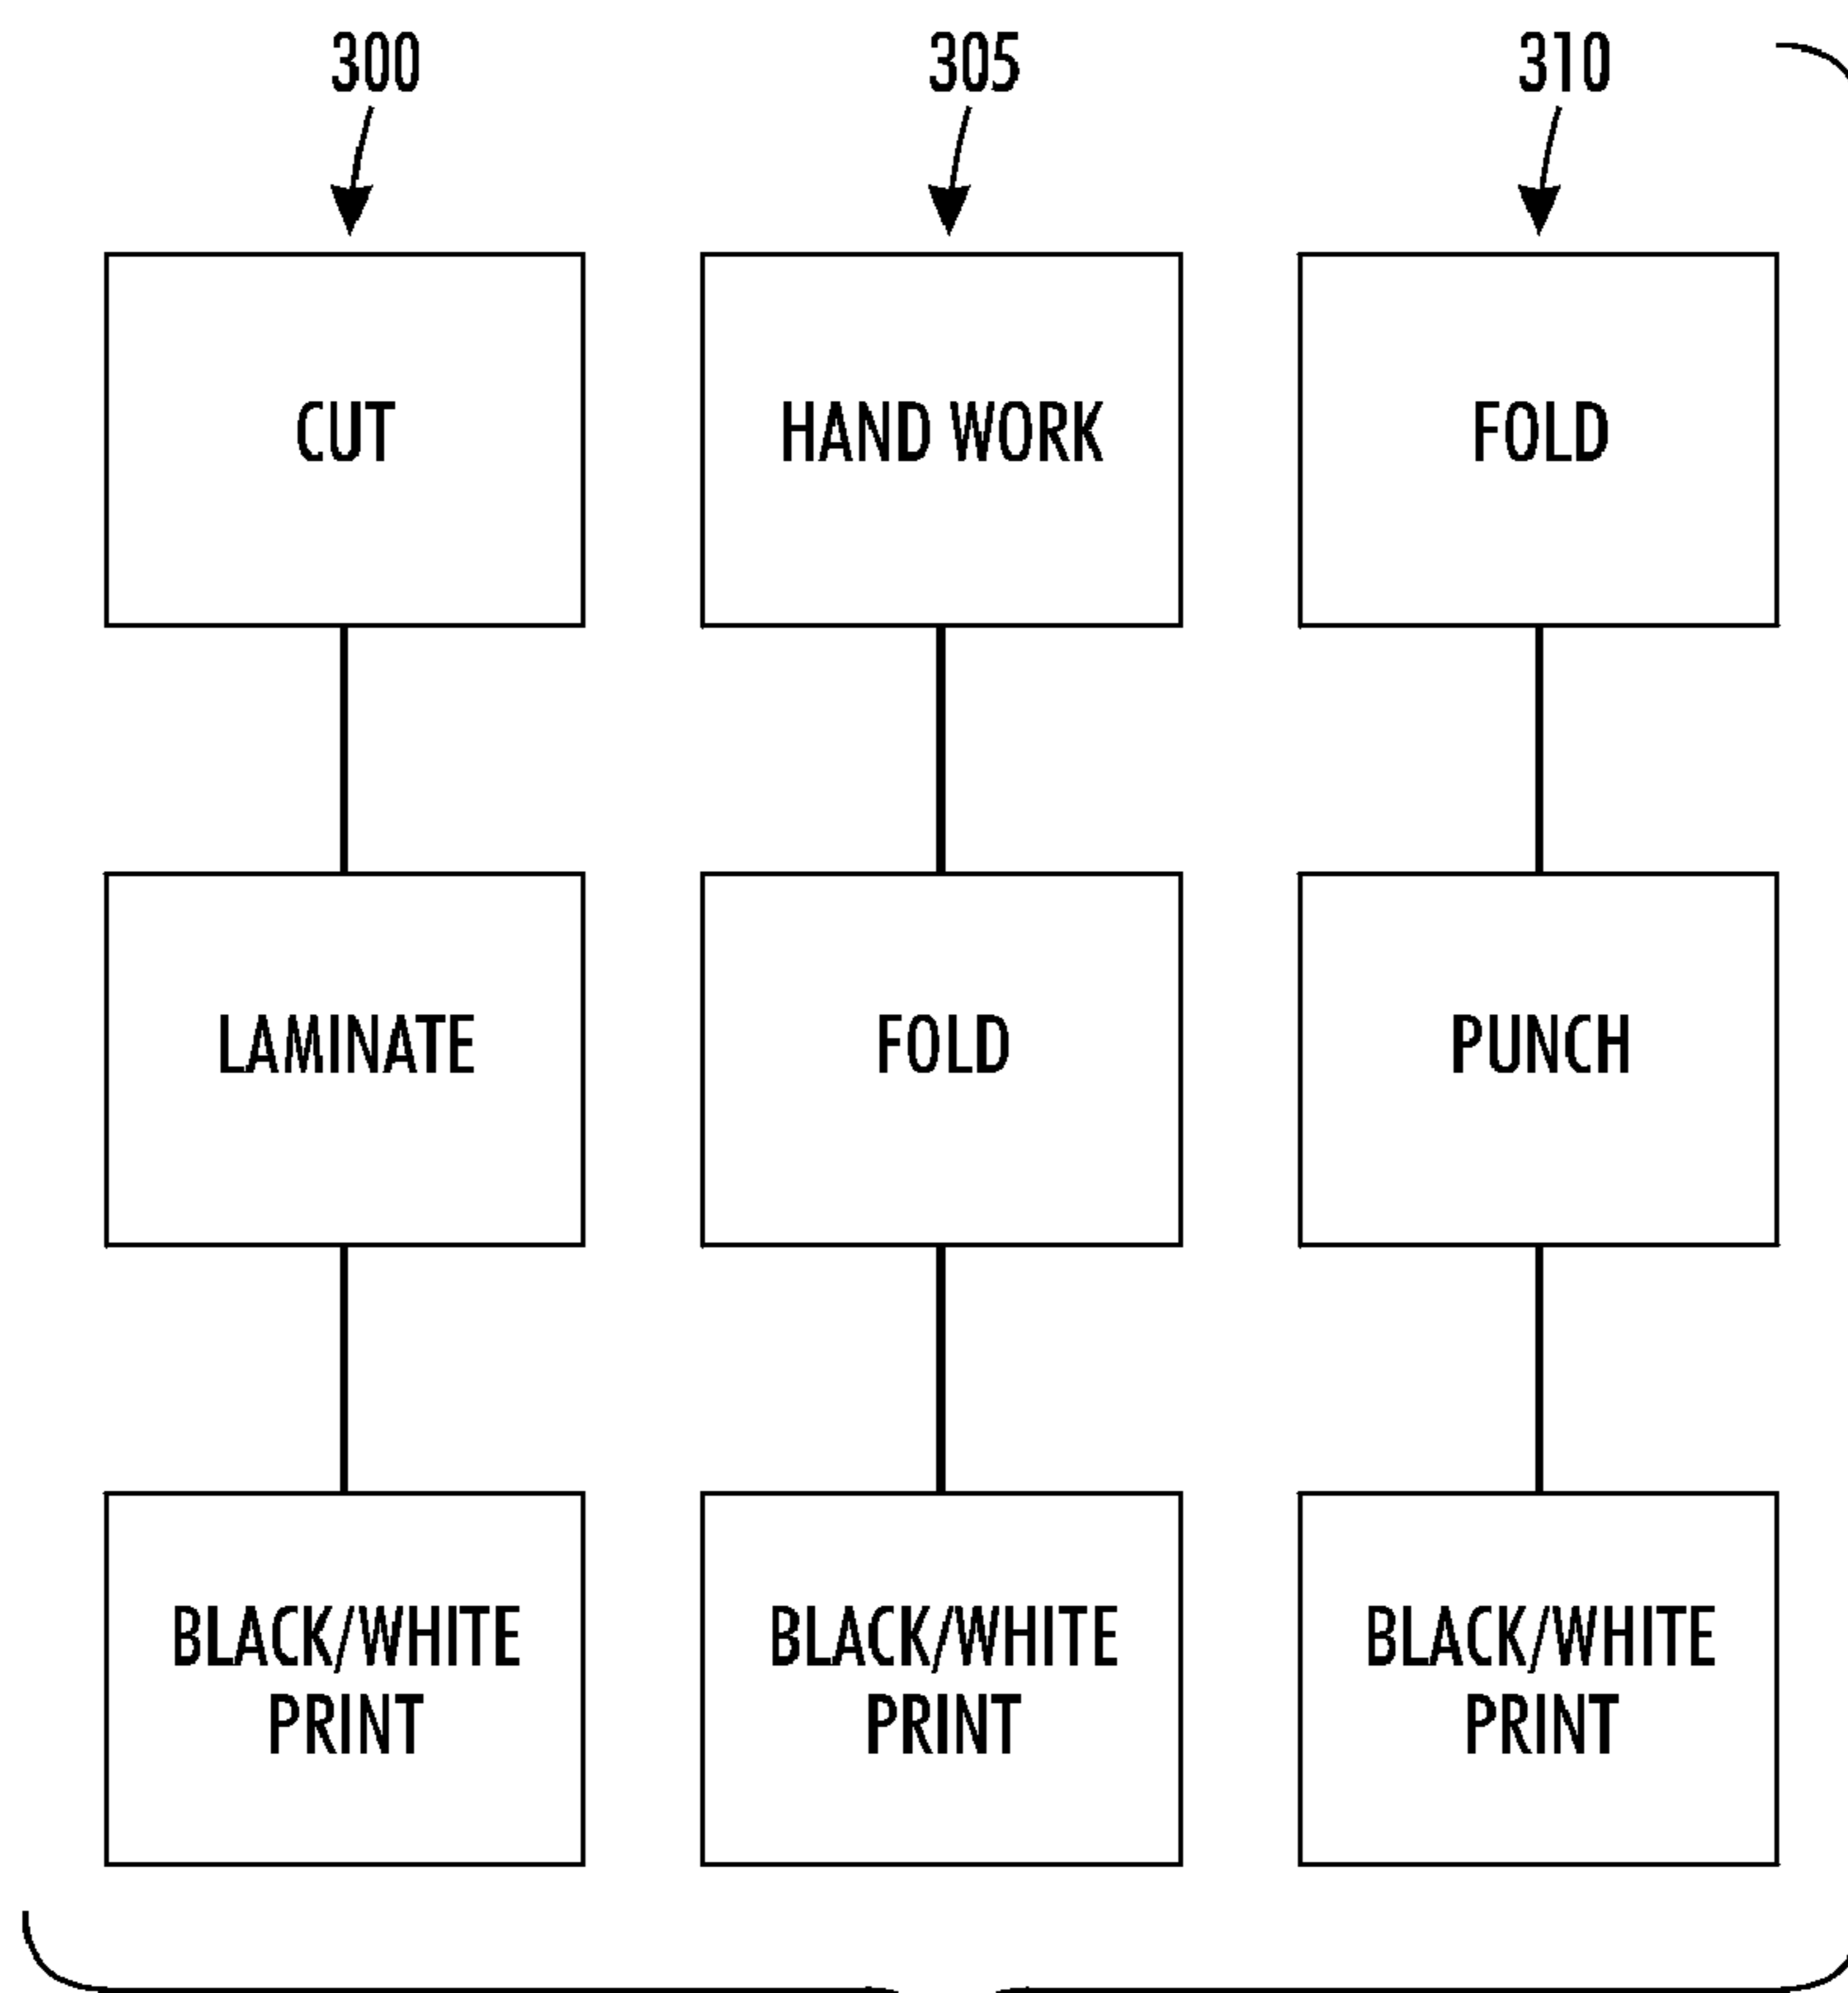 300
305
310
CUT
HAND WORK
FOLD
LAMINATE
FOLD
PUNCH
BLACK/WHITE
PRINT
BLACK/WHITE
PRINT
BLACK/WHITE
PRINT